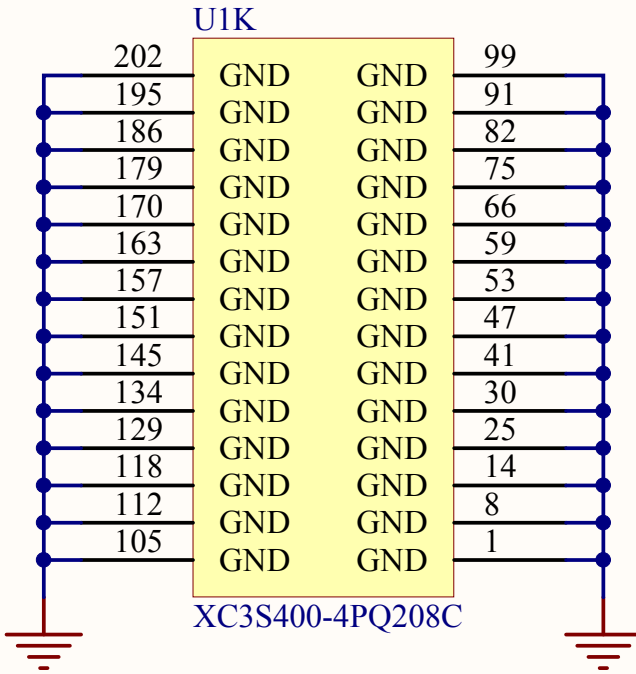 U1K
202 GND GND 99
195 GND GND 91
186 GND GND 82
179 GND GND 75
170 GND GND 66
163 GND GND 59
157 GND GND 53
151 GND GND 47
145 GND GND 41
134 GND GND 30
129 GND GND 25
118 GND GND 14
112 GND GND 8
105 GND GND 1
XC3S400-4PQ208C